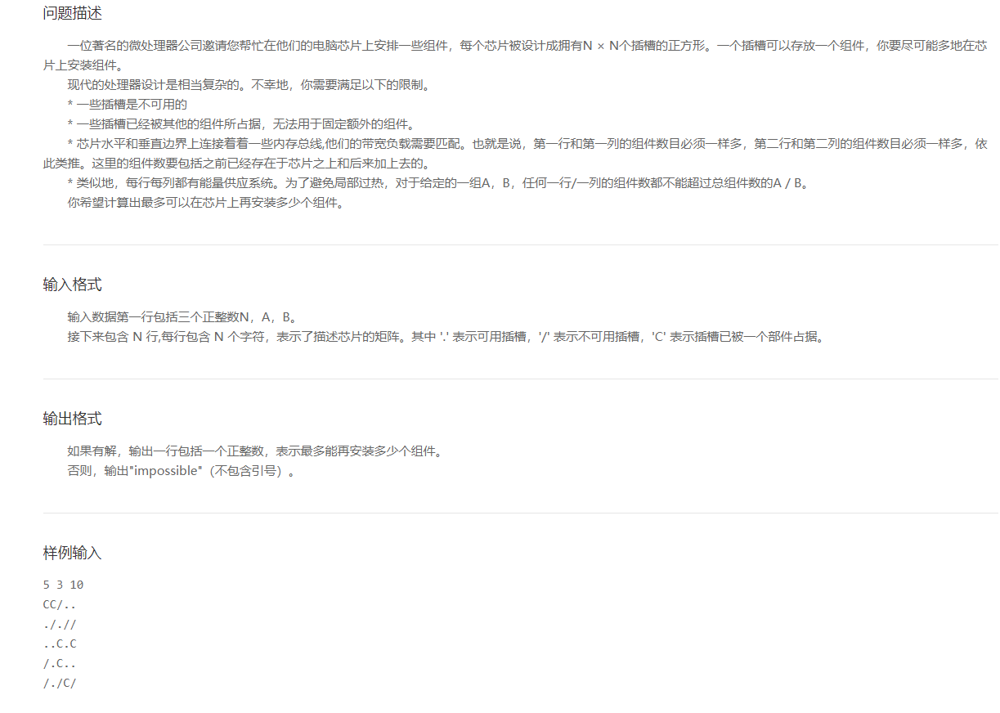 问题描述
一位著名的微处理器公司邀请您帮忙在他们的电脑芯片上安排一些组件，每个芯片被设计成拥有N × N个插槽的正方形。一个插槽可以存放一个组件，你要尽可能多地在芯
片上安装组件。
现代的处理器设计是相当复杂的。不幸地，你需要满足以下的限制。
* 一些插槽是不可用的
* 一些插槽已经被其他的组件所占据，无法用于固定额外的组件。
* 芯片水平和垂直边界上连接着着一些内存总线,他们的带宽负载需要匹配。也就是说，第一行和第一列的组件数目必须一样多，第二行和第二列的组件数目必须一样多，依
此类推。这里的组件数要包括之前已经存在于芯片之上和后来加上去的。
* 类似地，每行每列都有能量供应系统。为了避免局部过热，对于给定的一组A，B，任何一行/一列的组件数都不能超过总组件数的A / B。
你希望计算出最多可以在芯片上再安装多少个组件。
输入格式
输入数据第一行包括三个正整数N，A，B。
接下来包含 N 行,每行包含 N 个字符，表示了描述芯片的矩阵。其中 '.' 表示可用插槽，'/' 表示不可用插槽，'C' 表示插槽已被一个部件占据。
输出格式
如果有解，输出一行包括一个正整数，表示最多能再安装多少个组件。
否则，输出"impossible"（不包含引号）。
样例输入
5 3 10
CC/..
././/
..C.C
/.C..
/./C/